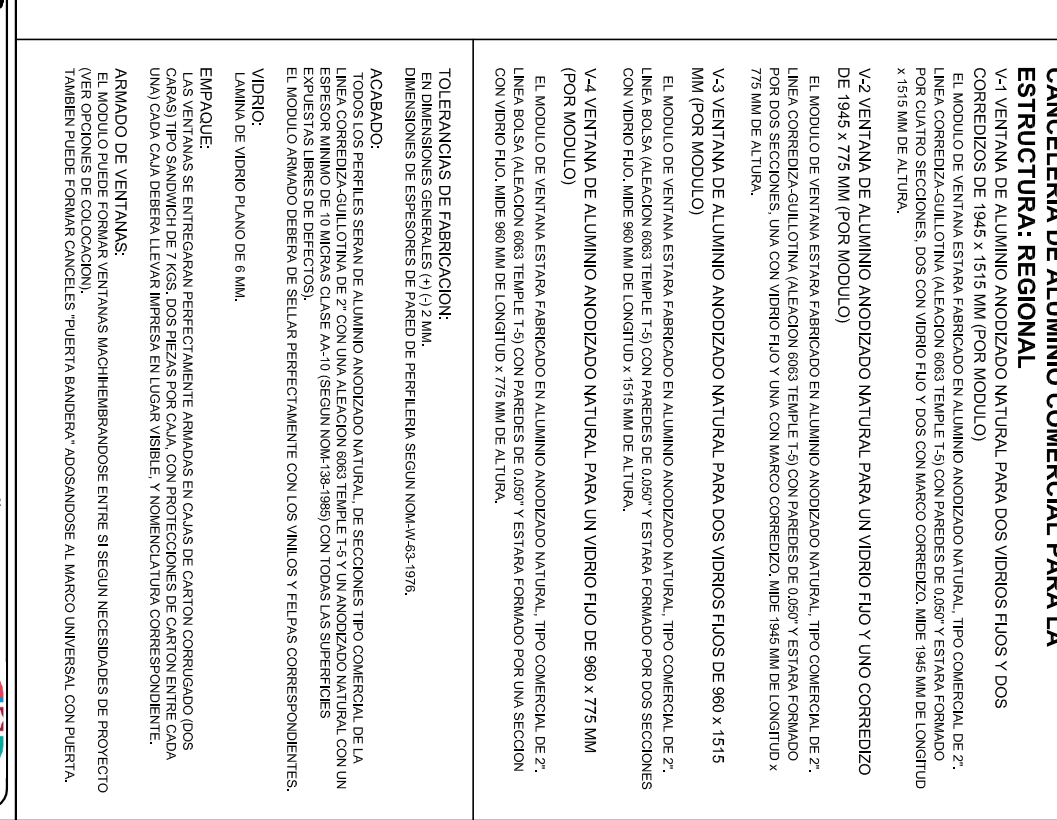 CANCELERIA DE ALUMINIO COMERCIAL PARA LA
ESTRUCTURA: REGIONAL
V-1 VENTANA DE ALUMINIO ANODIZADO NATURAL PARA DOS VIDRIOS FIJOS Y DOS
CORREDIZOS DE 1945 x 1515 MM (POR MODULO)
EL MODULO DE VENTANA ESTARA FABRICADO EN ALUMINIO ANODIZADO NATURAL, TIPO COMERCIAL DE 2".
LINEA CORREDIZA-GUILLOTINA (ALEACION 6063 TEMPLE T-5) CON PAREDES DE 0.050" Y ESTARA FORMADO
POR CUATRO SECCIONES, DOS CON VIDRIO FIJO Y DOS CON MARCO CORREDIZO. MIDE 1945 MM DE LONGITUD
x 1515 MM DE ALTURA.
V-2 VENTANA DE ALUMINIO ANODIZADO NATURAL PARA UN VIDRIO FIJO Y UNO CORREDIZO
DE 1945 x 775 MM (POR MODULO)
EL MODULO DE VENTANA ESTARA FABRICADO EN ALUMINIO ANODIZADO NATURAL, TIPO COMERCIAL DE 2".
LINEA CORREDIZA-GUILLOTINA (ALEACION 6063 TEMPLE T-5) CON PAREDES DE 0.050" Y ESTARA FORMADO
POR DOS SECCIONES, UNA CON VIDRIO FIJO Y UNA CON MARCO CORREDIZO. MIDE 1945 MM DE LONGITUD x
775 MM DE ALTURA.
V-3 VENTANA DE ALUMINIO ANODIZADO NATURAL PARA DOS VIDRIOS FIJOS DE 960 x 1515
MM (POR MODULO)
EL MODULO DE VENTANA ESTARA FABRICADO EN ALUMINIO ANODIZADO NATURAL, TIPO COMERCIAL DE 2".
LINEA BOLSA (ALEACION 6063 TEMPLE T-5) CON PAREDES DE 0.050" Y ESTARA FORMADO POR DOS SECCIONES
CON VIDRIO FIJO. MIDE 960 MM DE LONGITUD x 1515 MM DE ALTURA.
V-4 VENTANA DE ALUMINIO ANODIZADO NATURAL PARA UN VIDRIO FIJO DE 960 x 775 MM
(POR MODULO)
EL MODULO DE VENTANA ESTARA FABRICADO EN ALUMINIO ANODIZADO NATURAL, TIPO COMERCIAL DE 2".
LINEA BOLSA (ALEACION 6063 TEMPLE T-5) CON PAREDES DE 0.050" Y ESTARA FORMADO POR UNA SECCION
CON VIDRIO FIJO. MIDE 960 MM DE LONGITUD x 775 MM DE ALTURA.
TOLERANCIAS DE FABRICACION:
EN DIMENSIONES GENERALES (+) (-) 2 MM.
DIMENSIONES DE ESPESORES DE PARED DE PERFILERIA SEGUN NOM-W-63-1976.
ACABADO:
TODOS LOS PERFILES SERAN DE ALUMINIO ANODIZADO NATURAL, DE SECCIONES TIPO COMERCIAL DE LA
LINEA CORREDIZA-GUILLOTINA DE 2" CON UNA ALEACION 6063 TEMPLE T-5 Y UN ANODIZADO NATURAL CON UN
ESPESOR MINIMO DE 10 MICRAS CLASE AA-10 (SEGUN NOM-138-1985) CON TODAS LAS SUPERFICIES
EXPUESTAS LIBRES DE DEFECTOS).
EL MODULO ARMADO DEBERA DE SELLAR PERFECTAMENTE CON LOS VINILOS Y FELPAS CORRESPONDIENTES.
VIDRIO:
LAMINA DE VIDRIO PLANO DE 6 MM.
EMPAQUE:
LAS VENTANAS SE ENTREGARAN PERFECTAMENTE ARMADAS EN CAJAS DE CARTON CORRUGADO (DOS
CARAS) TIPO SANDWICH DE 7 KGS, DOS PIEZAS POR CAJA, CON PROTECCIONES DE CARTON ENTRE CADA
UNA) CADA CAJA DEBERA LLEVAR IMPRESA EN LUGAR VISIBLE, Y NOMENCLATURA CORRESPONDIENTE.
ARMADO DE VENTANAS:
EL MODULO PUEDE FORMAR VENTANAS MACHIHEMBRANDOSE ENTRE SI SEGUN NECESIDADES DE PROYECTO
(VER OPCIONES DE COLOCACION).
TAMBIEN PUEDE FORMAR CANCELES "PUERTA BANDERA" ADOSANDOSE AL MARCO UNIVERSAL CON PUERTA.